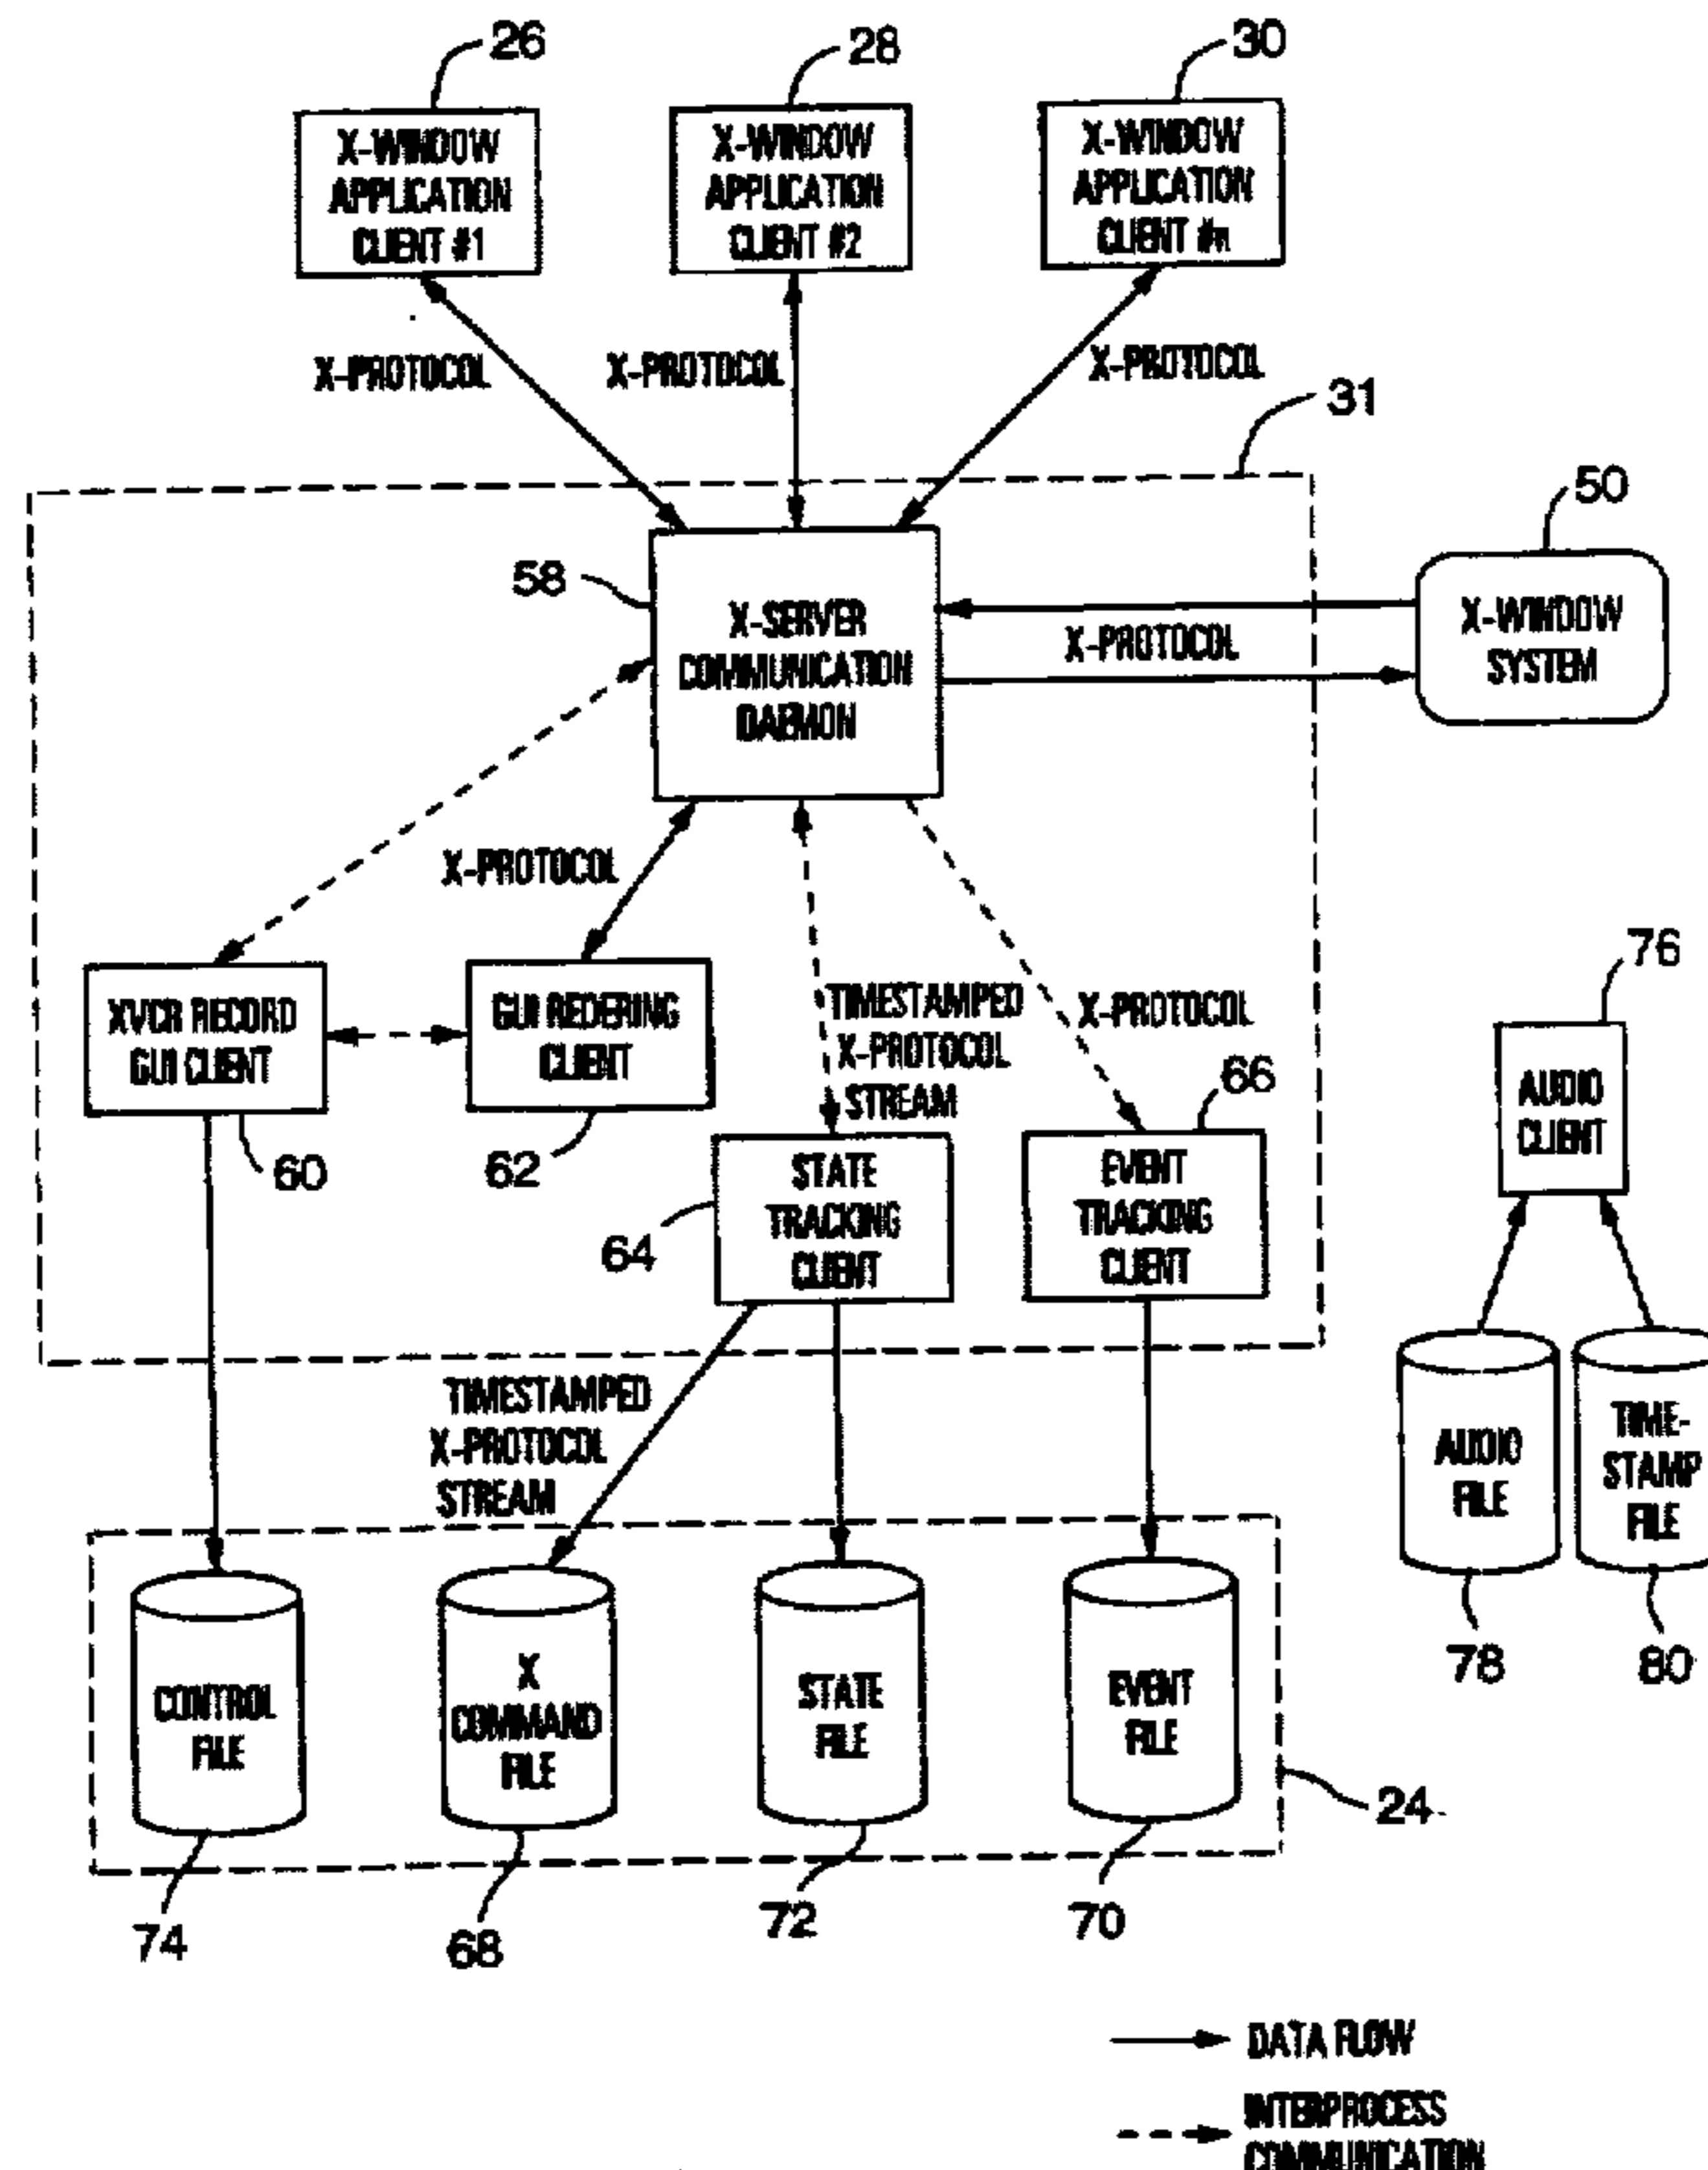 26
28
30
X-WINDOW
APPLICATION
CLIENT #1
X-WINDOW
APPLICATION
CLIENT #2
X-WINDOW
APPLICATION
CLIENT #n
X-PROTOCOL
X-PROTOCOL
X-PROTOCOL
31
50
58
X-SERVER
COMMUNICATION
DAEMON
X-PROTOCOL
X-WINDOW
SYSTEM
X-PROTOCOL
76
XVCR RECORD
GUI CLIENT
GUI REDERING
CLIENT
TIMESTAMPED
X-PROTOCOL
STREAM
X-PROTOCOL
60
62
64
66
STATE
TRACKING
CLIENT
EVENT
TRACKING
CLIENT
AUDIO
CLIENT
TIMESTAMPED
X-PROTOCOL
STREAM
AUDIO
FILE
TIME-
STAMP
FILE
78
80
CONTROL
FILE
X
COMMAND
FILE
STATE
FILE
EVENT
FILE
24
74
68
72
70
DATA FLOW
INTERPROCESS
COMMUNICATION